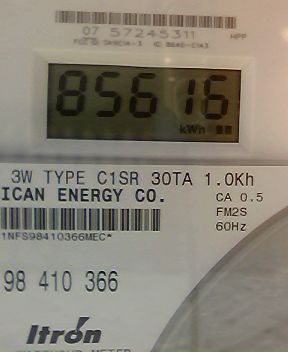 07 57245311 HPP
85616
kWh
3W TYPE C1SR 30TA 1.0Kh
ICAN ENERGY CO.
CA 0.5
FM2S
60Hz
1NFS98410366MEC*
98 410 366
Itron